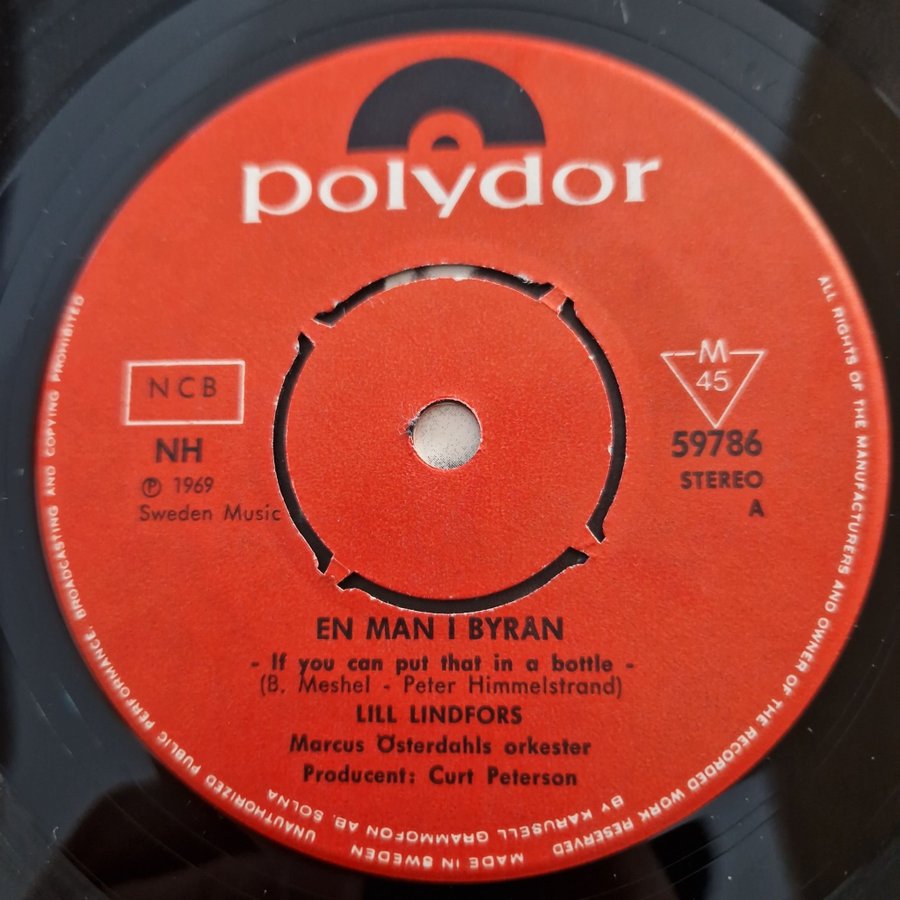 polydor
NCB
NH
℗ 1969
Sweden Music
M
45
59786
STEREO
A
EN MAN I BYRÅN
- If you can put that in a bottle -
(B. Meshel - Peter Himmelstrand)
LILL LINDFORS
Marcus Österdahls orkester
Producent: Curt Peterson
ALL RIGHTS OF THE MANUFACTURERS AND OWNER OF THE RECORDED WORK RESERVED
UNAUTHORIZED PUBLIC PERFORMANCE, BROADCASTING AND COPYING PROHIBITED
BY KARUSELL GRAMMOFON AB, SOLNA
MADE IN SWEDEN